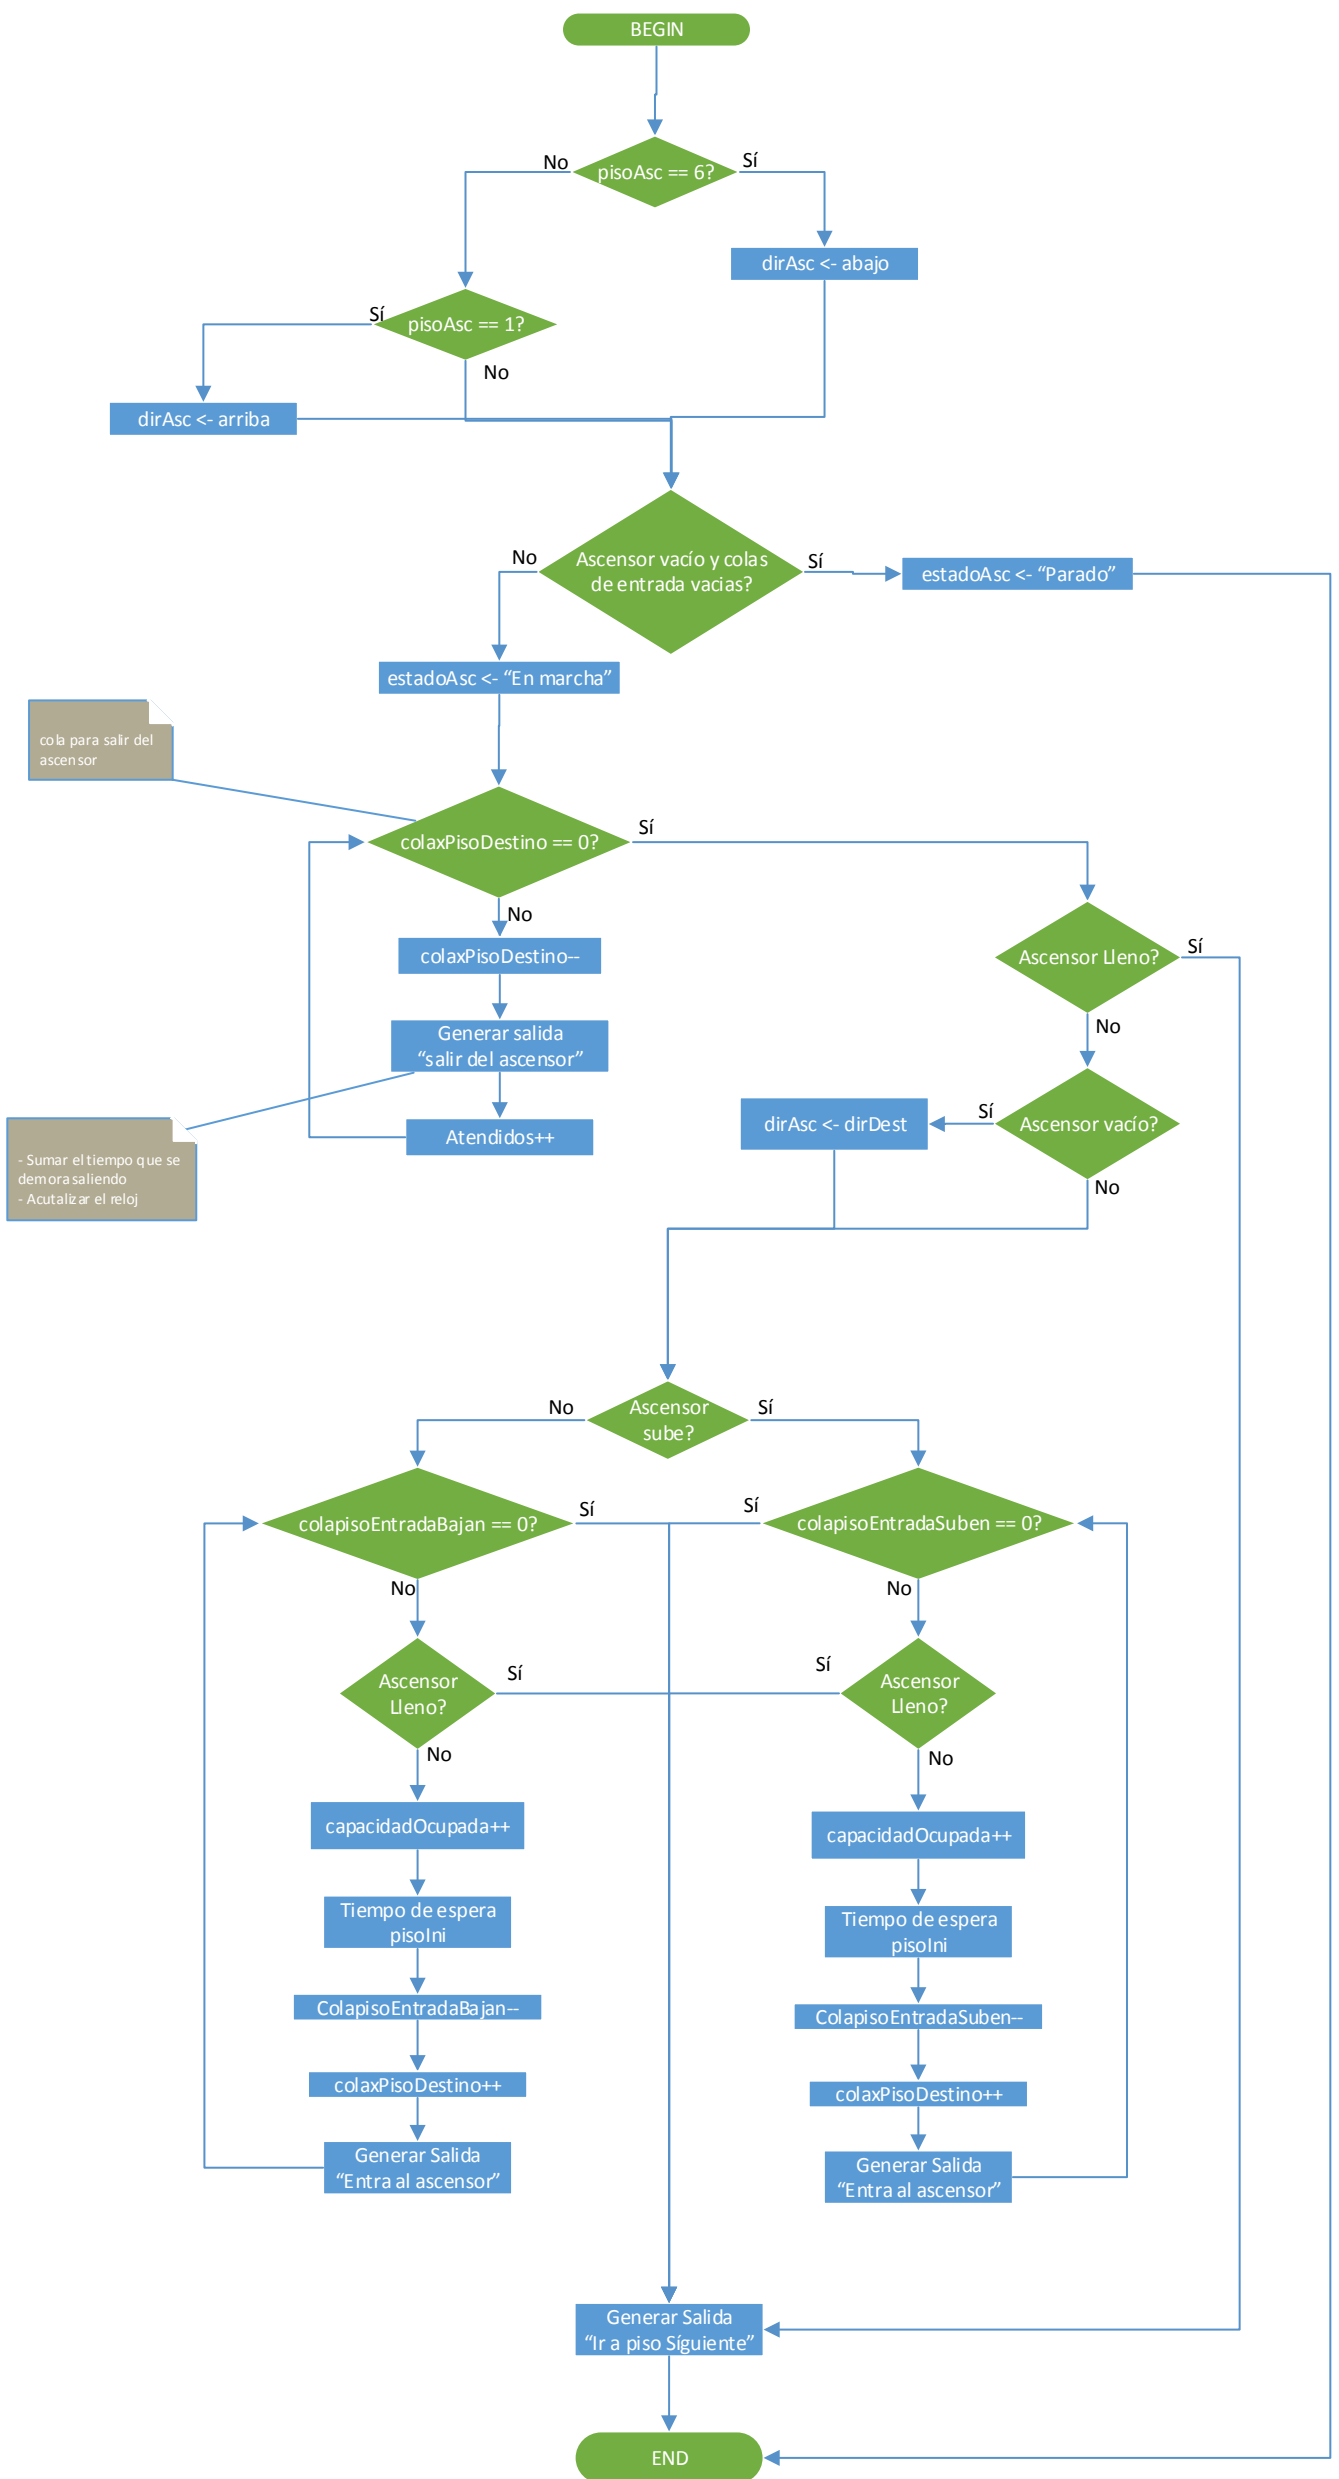 BEGIN
No
pisoAsc == 6?
Sí
dirAsc <- abajo
Sí
pisoAsc == 1?
No
dirAsc <- arriba
No
Ascensor vacío y colas
de entrada vacias?
Sí
estadoAsc <- “Parado”
estadoAsc <- “En marcha”
cola para salir del
ascensor
colaxPisoDestino == 0?
Sí
No
colaxPisoDestino--
Ascensor Lleno?
Sí
No
Generar salida
“salir del ascensor”
Atendidos++
- Sumar el tiempo que se
demora saliendo
- Acutalizar el reloj
dirAsc <- dirDest
Sí
Ascensor vacío?
No
No
Ascensor
sube?
Sí
colapisoEntradaBajan == 0?
Sí
Sí
colapisoEntradaSuben == 0?
No
No
Ascensor
Lleno?
Sí
Sí
Ascensor
Lleno?
No
No
capacidadOcupada++
capacidadOcupada++
Tiempo de espera
pisoIni
Tiempo de espera
pisoIni
ColapisoEntradaBajan--
ColapisoEntradaSuben--
colaxPisoDestino++
colaxPisoDestino++
Generar Salida
“Entra al ascensor”
Generar Salida
“Entra al ascensor”
Generar Salida
“Ir a piso Síguiente”
END